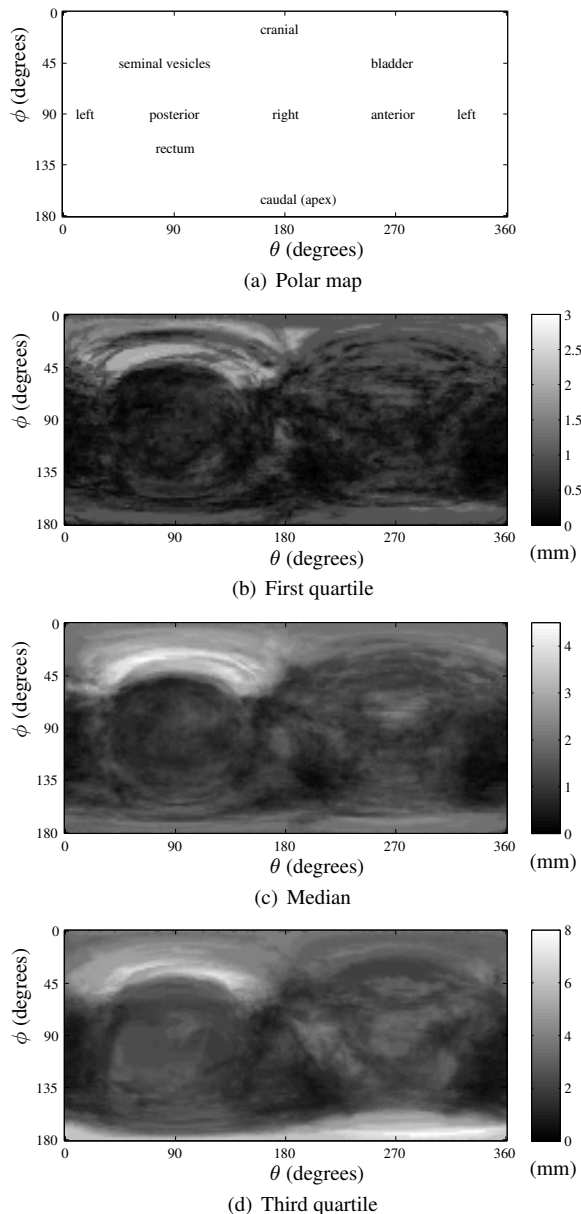 0
cranial
seminal vesicles
bladder
45
left
posterior
right
anterior
left
90
rectum
135
caudal (apex)
180
0 90 180 270 360
ϕ (degrees)
θ (degrees)
(a) Polar map
0
45
90
135
180
0 90 180 270 360
ϕ (degrees)
θ (degrees)
3
2.5
2
1.5
1
0.5
0
(mm)
(b) First quartile
0
45
90
135
180
0 90 180 270 360
ϕ (degrees)
θ (degrees)
4
3
2
1
0
(mm)
(c) Median
0
45
90
135
180
0 90 180 270 360
ϕ (degrees)
θ (degrees)
8
6
4
2
0
(mm)
(d) Third quartile